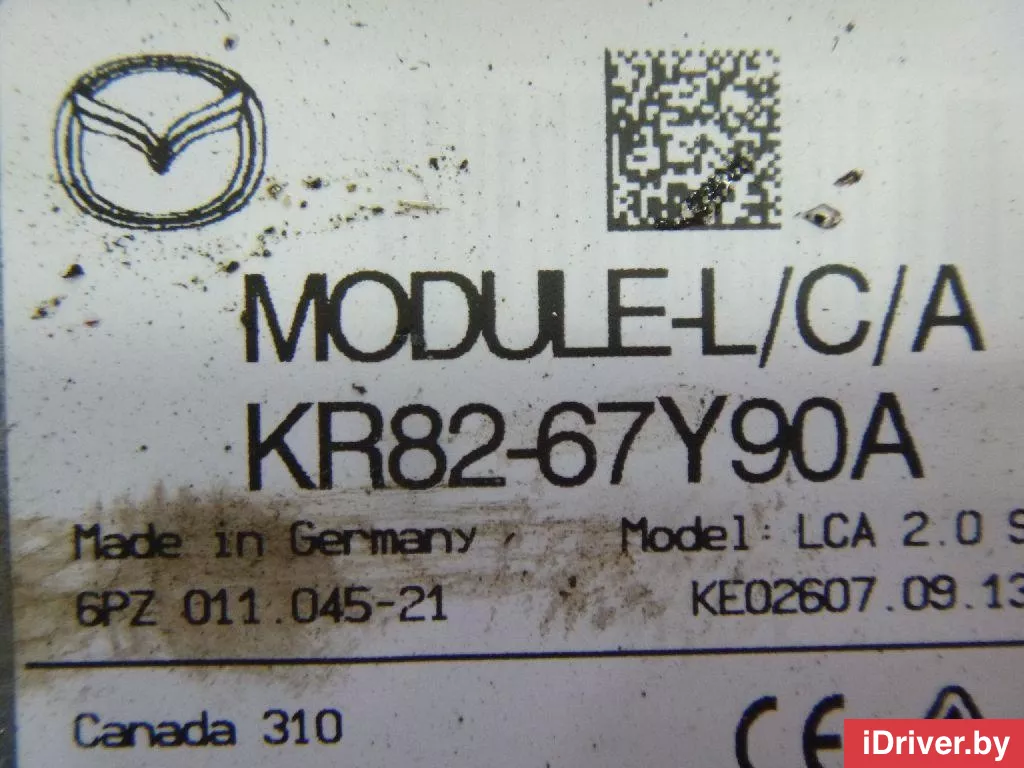 MODULE-L/C/A
KR82-67Y90A
Made in Germany Model: LCA 2.0 S
6PZ 011.045-21 KE02607.09.13
Canada 310 CE
iDriver.by